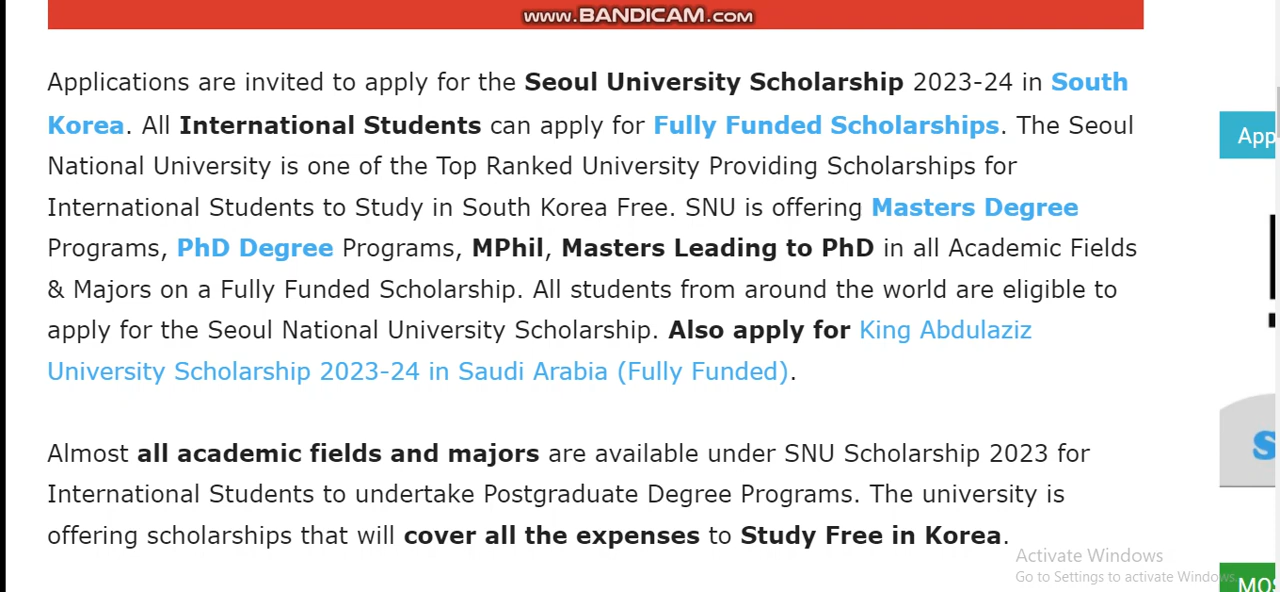 www.BANDICAM.com
Applications are invited to apply for the Seoul University Scholarship 2023-24 in South
Korea. All International Students can apply for Fully Funded Scholarships. The Seoul
National University is one of the Top Ranked University Providing Scholarships for
International Students to Study in South Korea Free. SNU is offering Masters Degree
Programs, PhD Degree Programs, MPhil, Masters Leading to PhD in all Academic Fields
& Majors on a Fully Funded Scholarship. All students from around the world are eligible to
apply for the Seoul National University Scholarship. Also apply for King Abdulaziz
University Scholarship 2023-24 in Saudi Arabia (Fully Funded).
Almost all academic fields and majors are available under SNU Scholarship 2023 for
International Students to undertake Postgraduate Degree Programs. The university is
offering scholarships that will cover all the expenses to Study Free in Korea.
App
S
Activate Windows
Go to Settings to activate Windows.
MOS